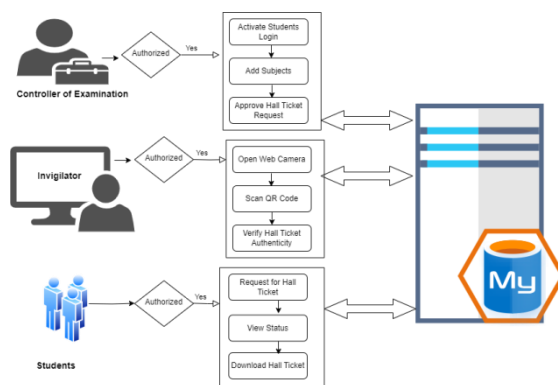 Activate Students
Login
Authorized
Yes
Add Subjects
Controller of Examination
Approve Hall Ticket
Request
Invigilator
Authorized
Yes
Open Web Camera
Scan QR Code
Verify Hall Ticket
Authenticity
Request for Hall
Ticket
Authorized
Yes
View Status
Students
Download Hall Ticket
My